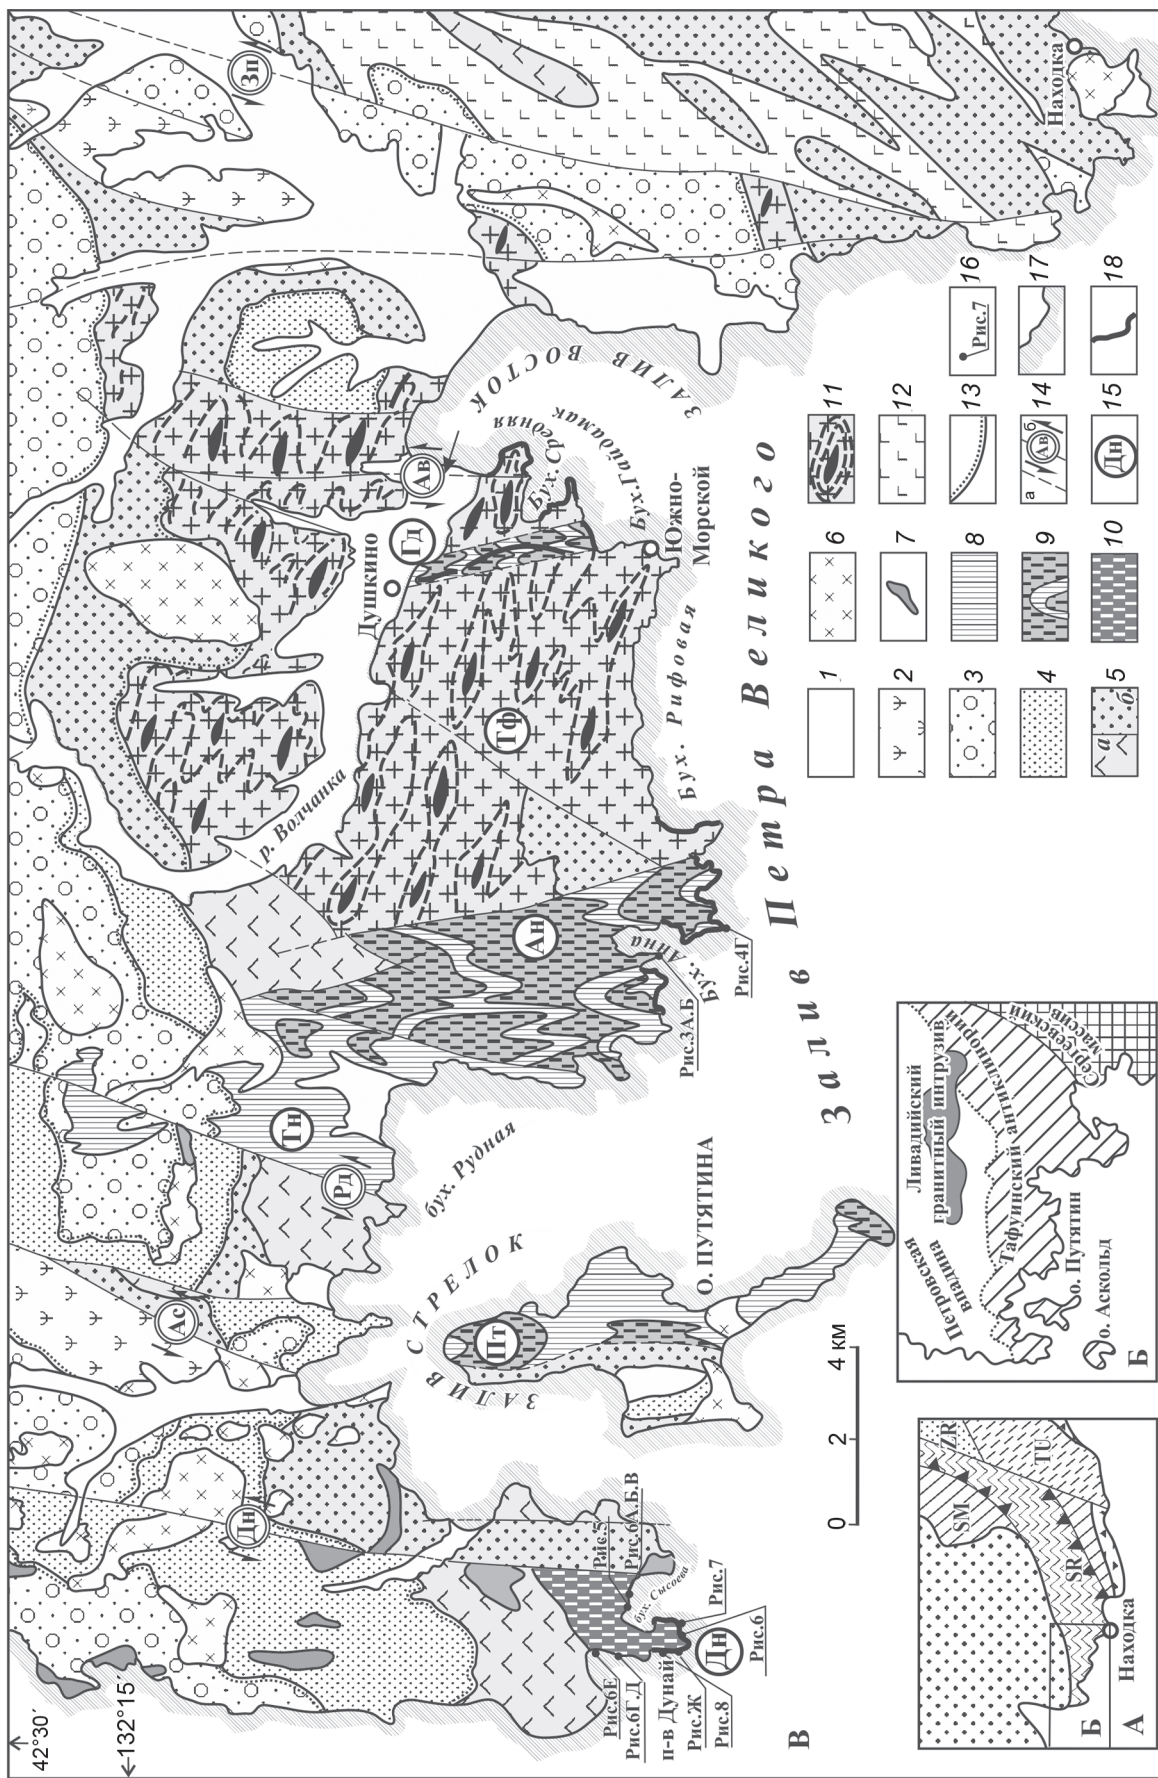 42°30´
132°15´
Дн
Ас
Рд
Тн
Зп
р. Волчанка
Душкино
Гд
Ав
Тф
Ан
Пт
Дн
ЗАЛИВ СТРЕЛОК
бух. Рудная
О. ПУТЯТИНА
Бух. Анна
Бух. Рифовая
Южно-
Морской
Бух. Гайдамак
Бух. Средняя
ЗАЛИВ ВОСТОК
Находка
Залив Петра Великого
Рис.5
Рис.6А.Б.В
бух. Сысоева
Рис.7
Рис.6
Рис.6Е
Рис.6Г.Д
п-в Дунай
Рис.Ж
Рис.8
Рис.3А.Б
Рис.4Г
0 2 4 км
В
А
Б
Находка
SM
SR
ZR
TU
Б
Петровская
впадина
Ливадийский
гранитный интрузив
Тафуинский антиклинорий
Сергеевский
массив
о. Путятин
о. Аскольд
1
2
3
4
а б 5
6
7
8
9
10
11
12
13
а Ав б 14
Дн 15
Рис.7 16
17
18